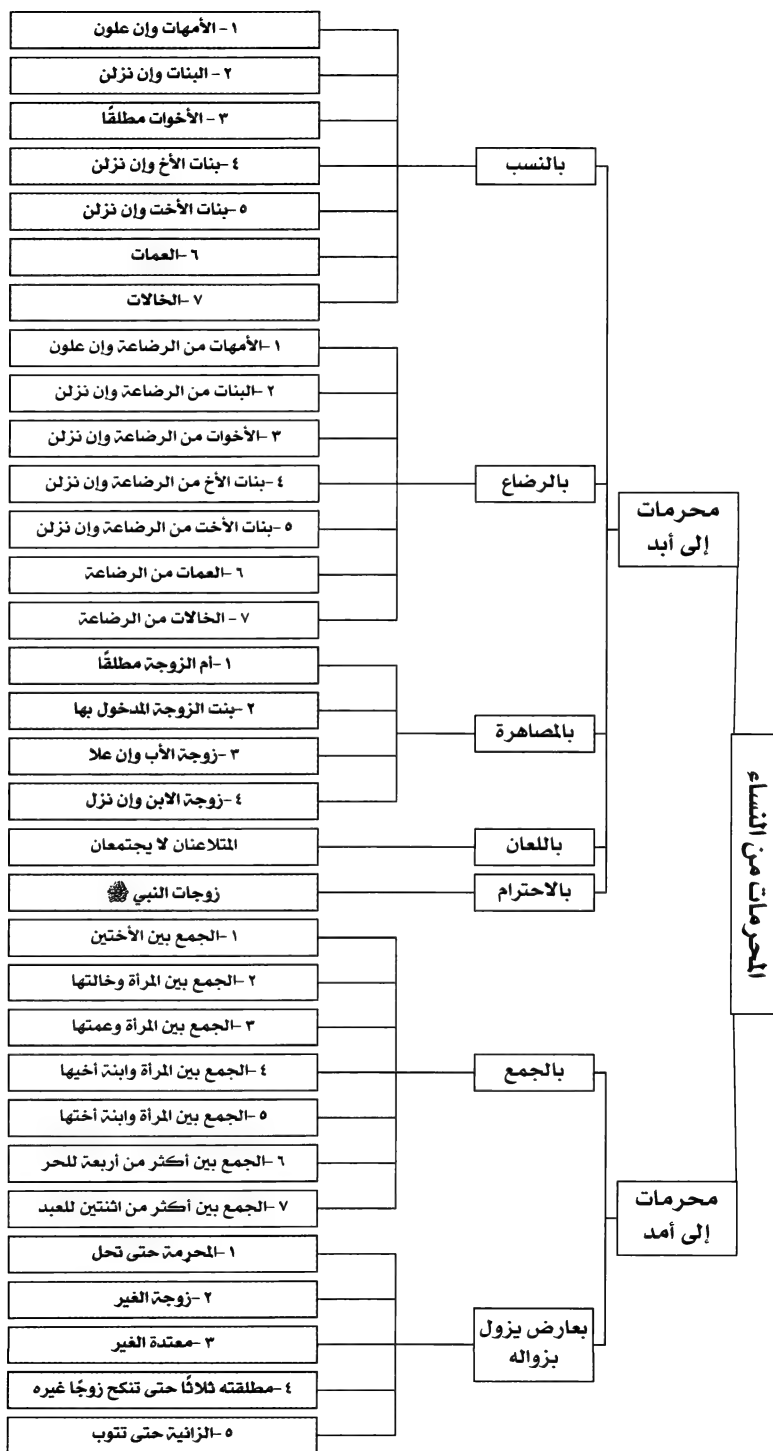 المحرمات من النساء
محرمات
إلى أبد
بالنسب
١- الأمهات وإن علون
٢- البنات وإن نزلن
٣- الأخوات مطلقًا
٤-بنات الأخ وإن نزلن
٥-بنات الأخت وإن نزلن
٦-العمات
٧-الخالات
بالرضاع
١-الأمهات من الرضاعة وإن علون
٢-البنات من الرضاعة وإن نزلن
٣-الأخوات من الرضاعة وإن نزلن
٤-بنات الأخ من الرضاعة وإن نزلن
٥-بنات الأخت من الرضاعة وإن نزلن
٦-العمات من الرضاعة
٧- الخالات من الرضاعة
بالمصاهرة
١-أم الزوجة مطلقًا
٢-بنت الزوجة المدخول بها
٣-زوجة الأب وإن علا
٤-زوجة الابن وإن نزل
باللعان
المتلاعنان لا يجتمعان
بالاحترام
زوجات النبي ﷺ
محرمات
إلى أمد
بالجمع
١-الجمع بين الأختين
٢-الجمع بين المرأة وخالتها
٣-الجمع بين المرأة وعمتها
٤-الجمع بين المرأة وابنة أخيها
٥-الجمع بين المرأة وابنة أختها
٦-الجمع بين أكثر من أربعة للحر
٧-الجمع بين أكثر من اثنتين للعبد
بعارض يزول
بزواله
١-المحرمة حتى تحل
٢-زوجة الغير
٣-معتدة الغير
٤-مطلقته ثلاثًا حتى تنكح زوجًا غيره
٥-الزانية حتى تتوب